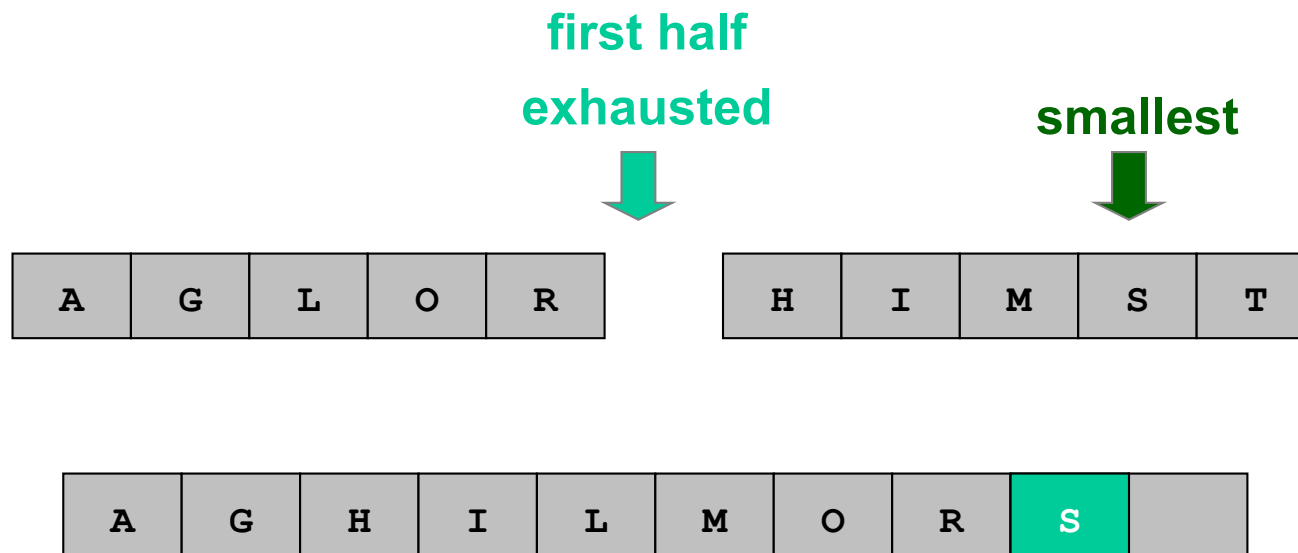 first half
exhausted
smallest
A G L O R H I M S T
A G H I L M O R S